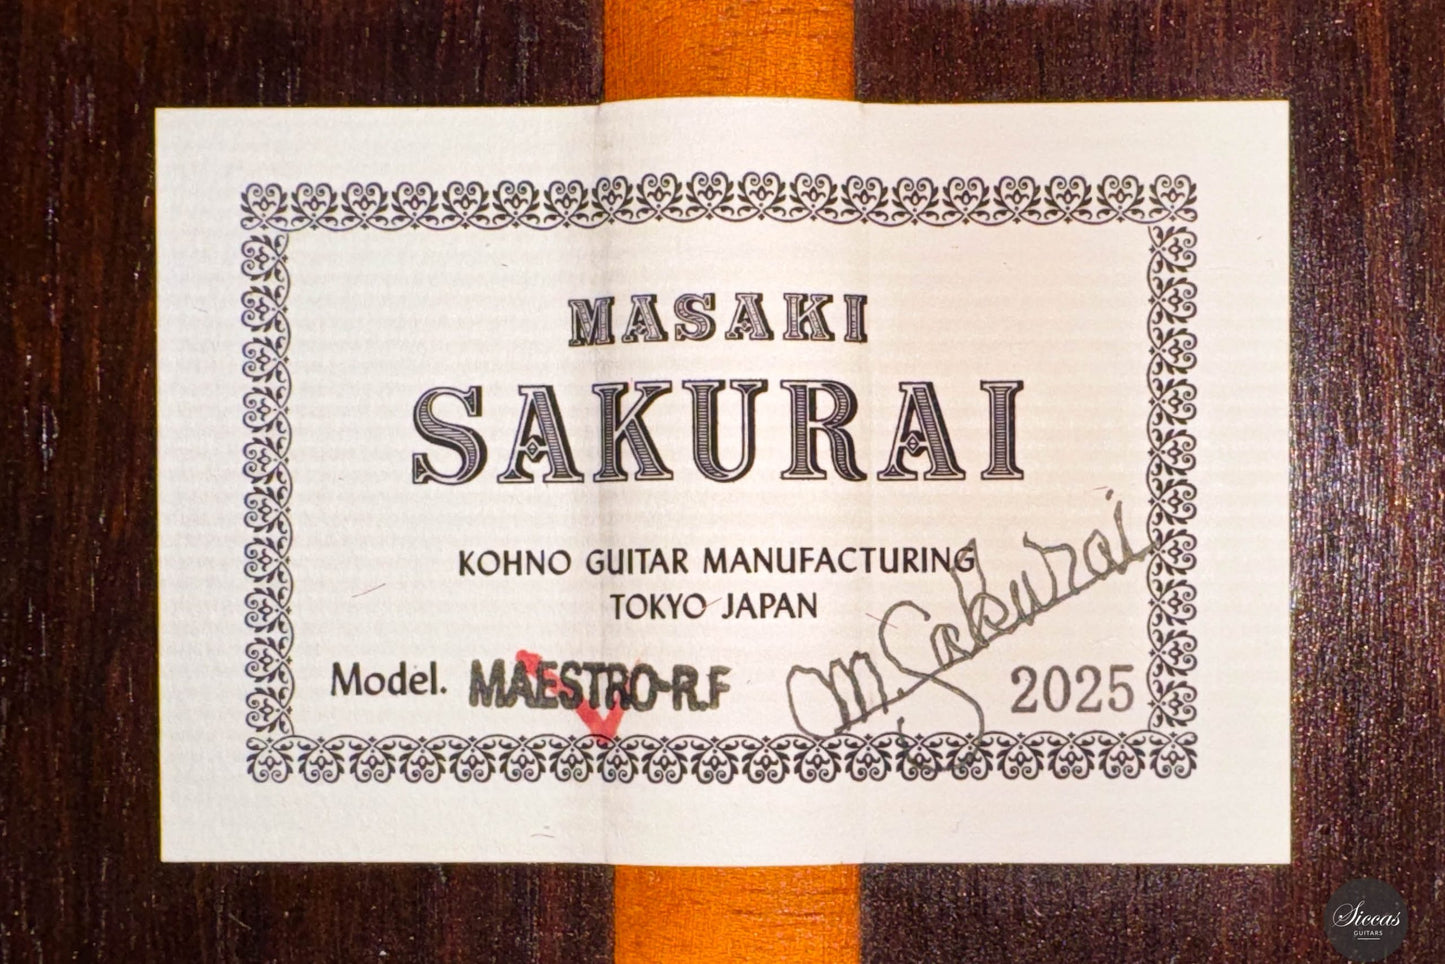 MASAKI
SAKURAI
KOHNO GUITAR MANUFACTURING
TOKYO JAPAN
Model. MAESTRO-R.F
M. Sakurai
2025
Siccas
GUITARS